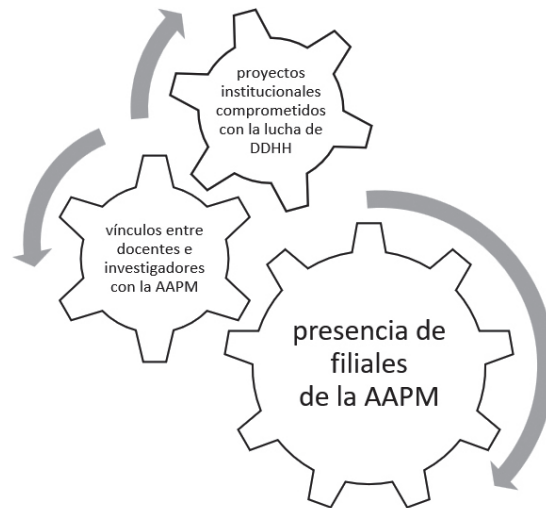 proyectos
institucionales
comprometidos
con la lucha de
DDHH
vínculos entre
docentes e
investigadores
con la AAPM
presencia de
filiales
de la AAPM